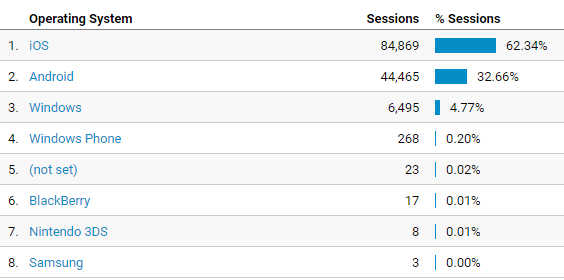 Operating System Sessions % Sessions
1. iOS 84,869 62.34%
2. Android 44,465 32.66%
3. Windows 6,495 4.77%
4. Windows Phone 268 0.20%
5. (not set) 23 0.02%
6. BlackBerry 17 0.01%
7. Nintendo 3DS 8 0.01%
8. Samsung 3 0.00%